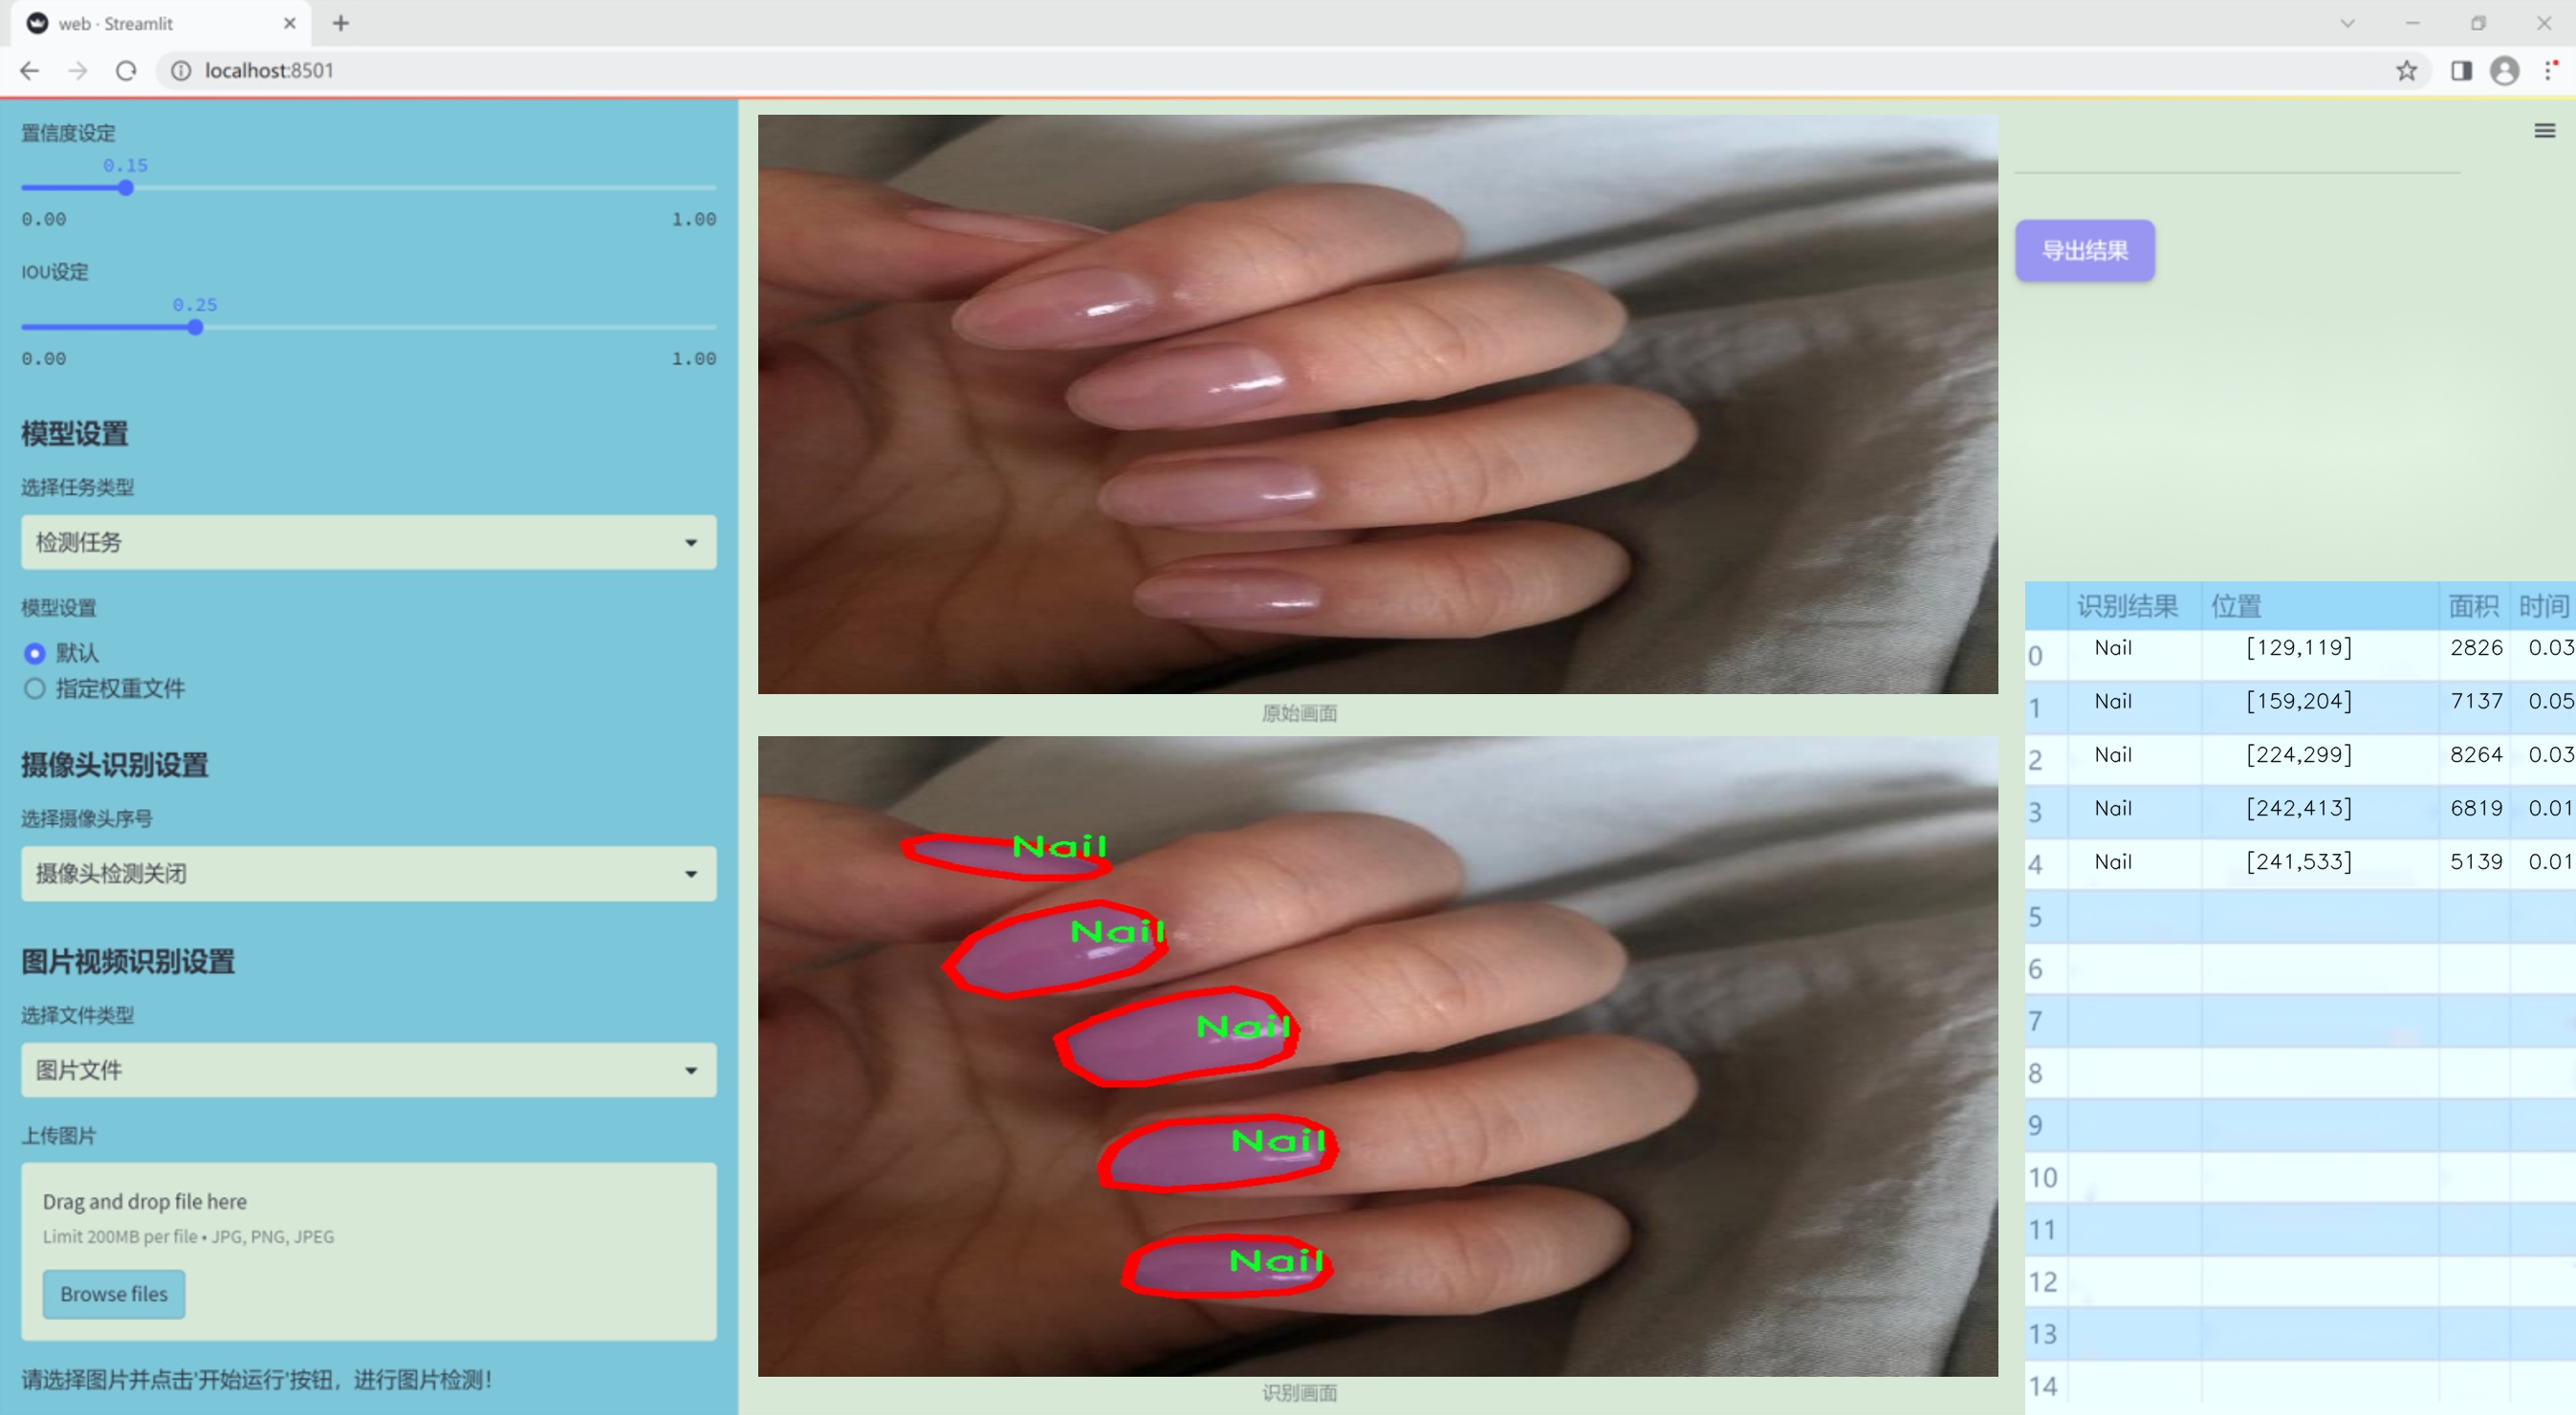 web · Streamlit
localhost:8501
置信度设定
0.15
0.00 1.00
IOU设定
0.25
0.00 1.00
模型设置
选择任务类型
检测任务
模型设置
默认
指定权重文件
摄像头识别设置
选择摄像头序号
摄像头检测关闭
图片视频识别设置
选择文件类型
图片文件
上传图片
Drag and drop file here
Limit 200MB per file • JPG, PNG, JPEG
Browse files
请选择图片并点击'开始运行'按钮，进行图片检测！
原始画面
Nail
Nail
Nail
Nail
Nail
识别画面
导出结果
识别结果 位置 面积 时间
0 Nail [129,119] 2826 0.03
1 Nail [159,204] 7137 0.05
2 Nail [224,299] 8264 0.03
3 Nail [242,413] 6819 0.01
4 Nail [241,533] 5139 0.01
5
6
7
8
9
10
11
12
13
14